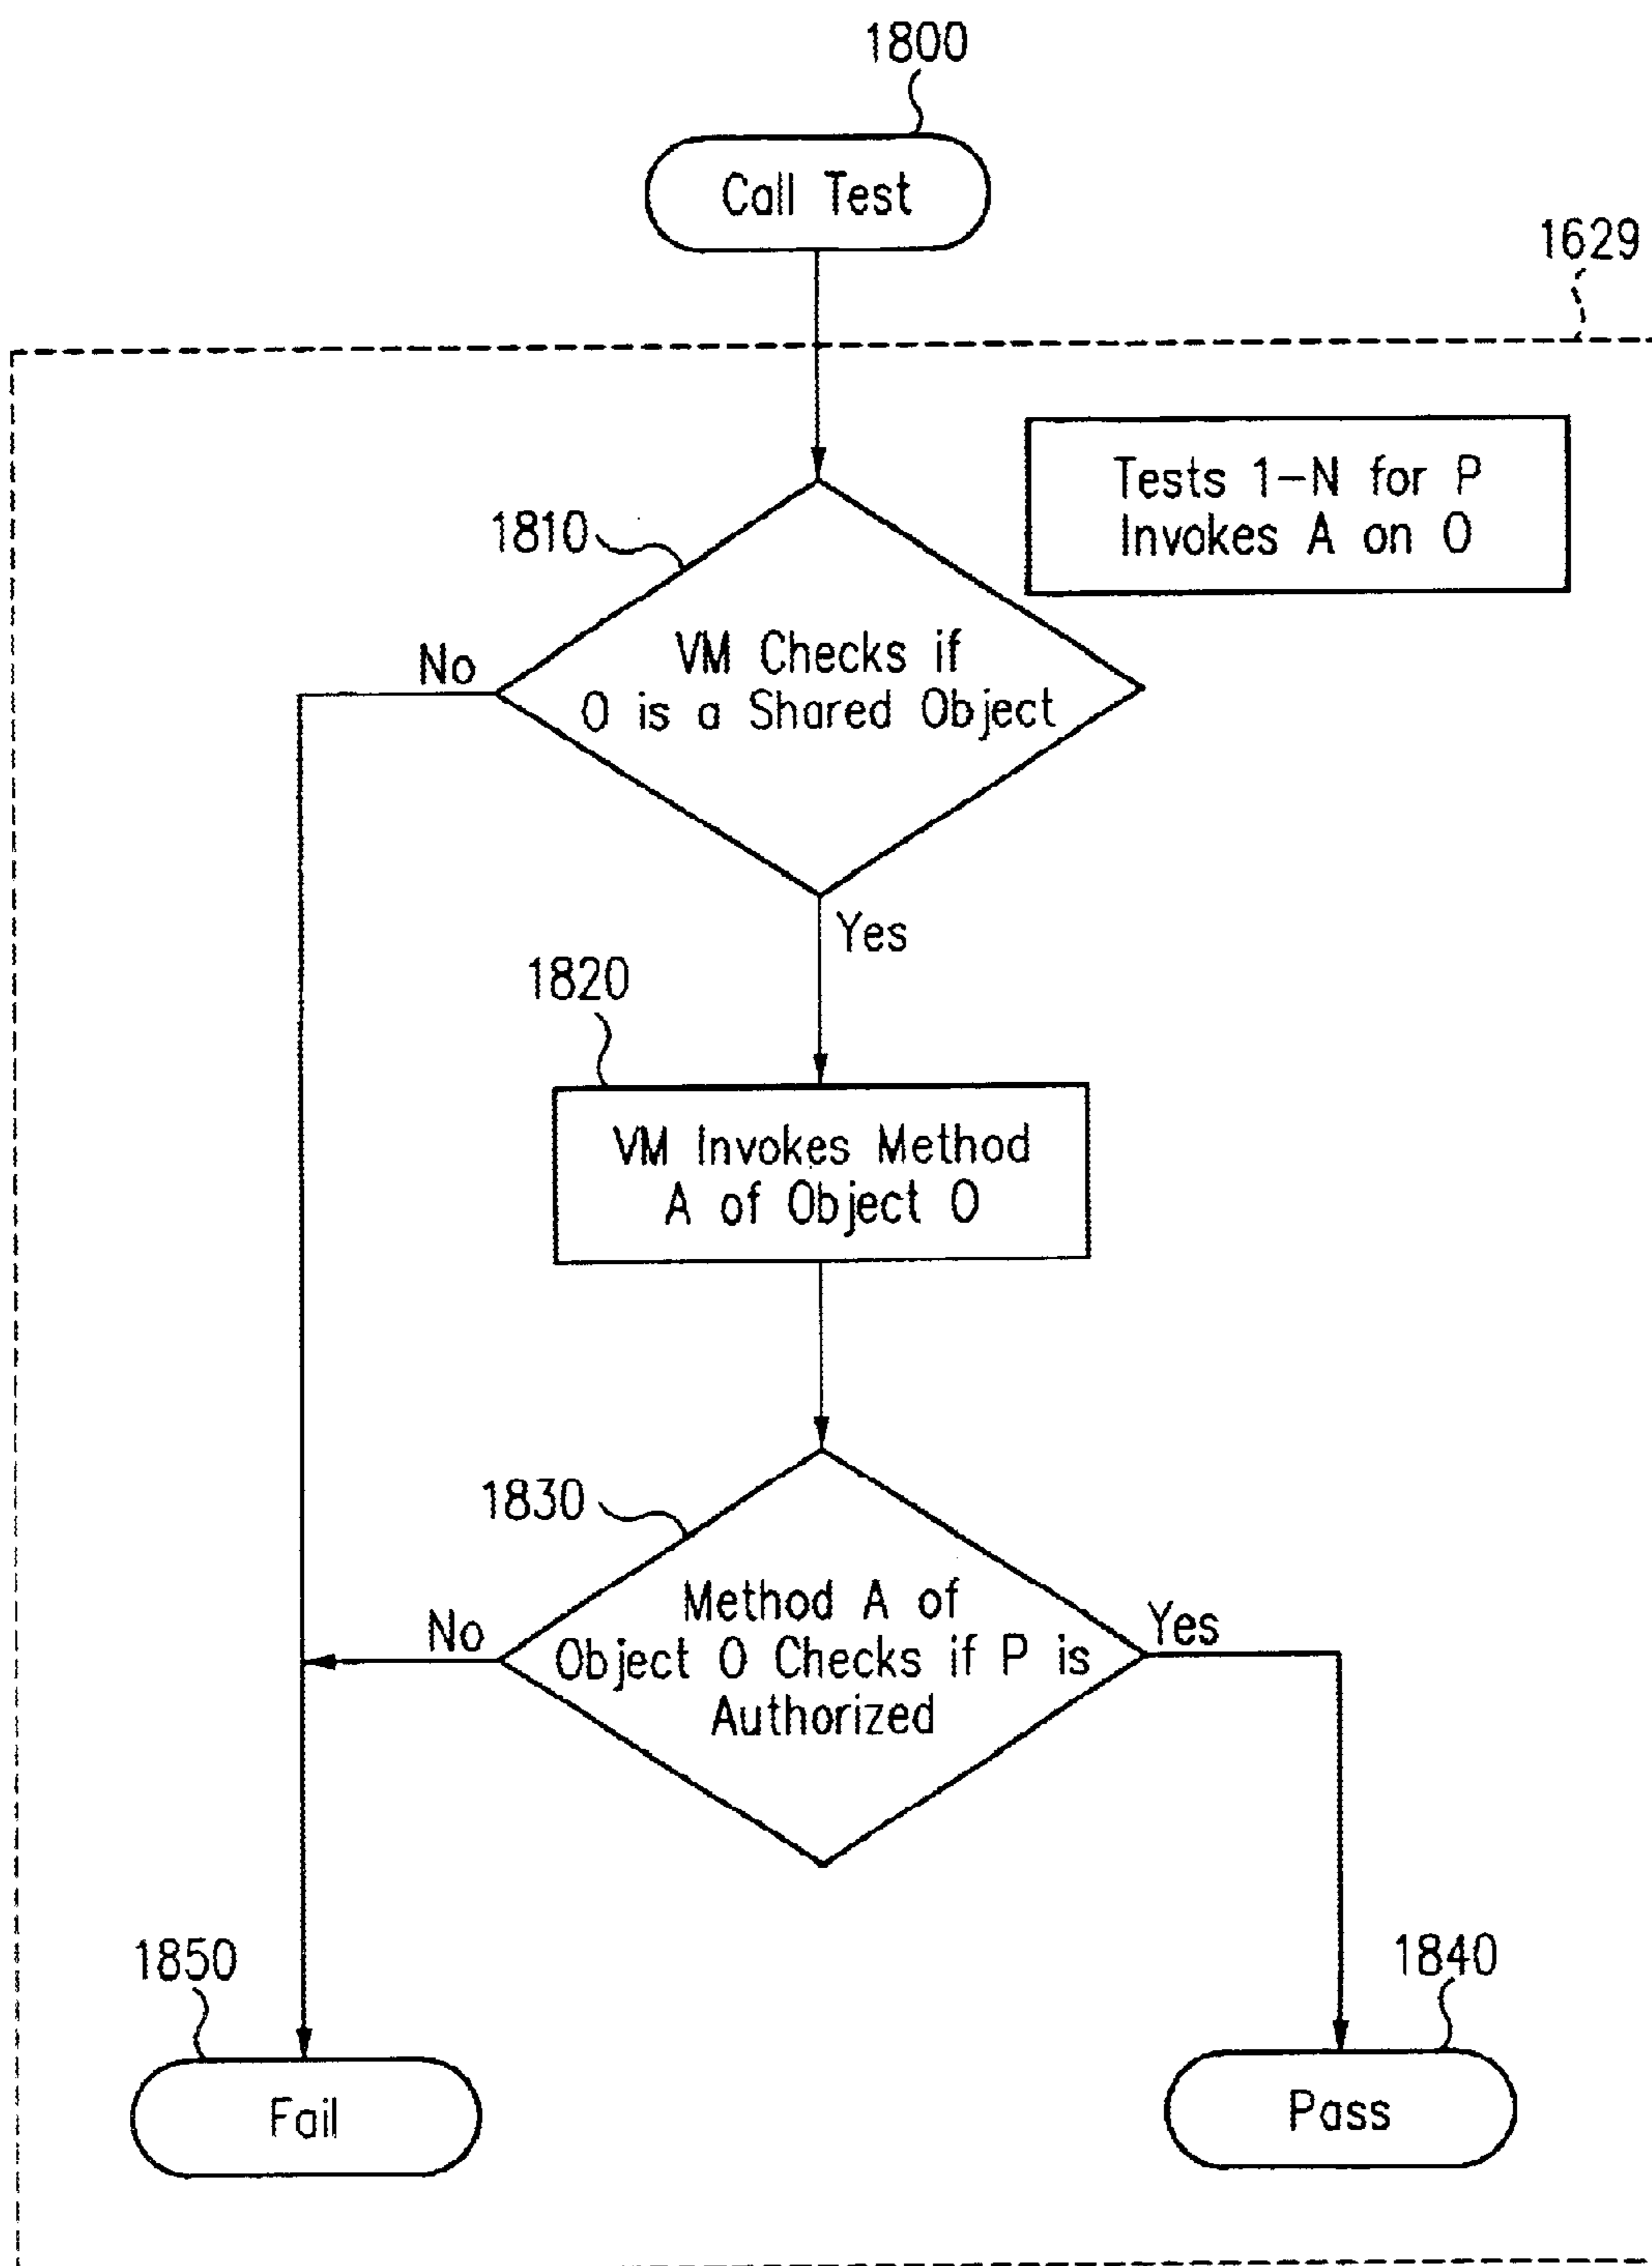 1800
Call Test
1629
Tests 1-N for P
Invokes A on O
1810
VM Checks if
O is a Shared Object
No
Yes
1820
VM Invokes Method
A of Object O
1830
Method A of
Object O Checks if P is
Authorized
No
Yes
1850
1840
Fail
Pass